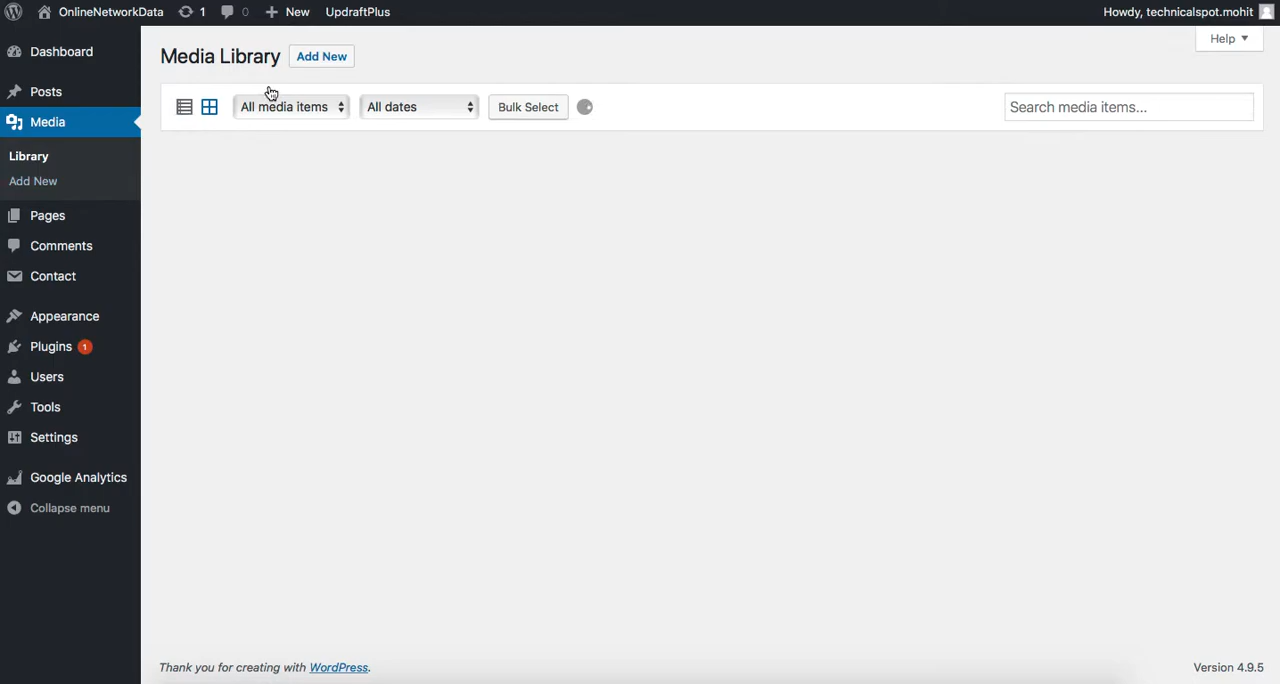 OnlineNetworkData 1 0 New UpdraftPlus Howdy, technicalspot.mohit
Help
Dashboard
Posts
Media
Library
Add New
Pages
Comments
Contact
Appearance
Plugins 1
Users
Tools
Settings
Google Analytics
Collapse menu
Media Library Add New
All media items All dates Bulk Select Search media items...
Thank you for creating with WordPress. Version 4.9.5